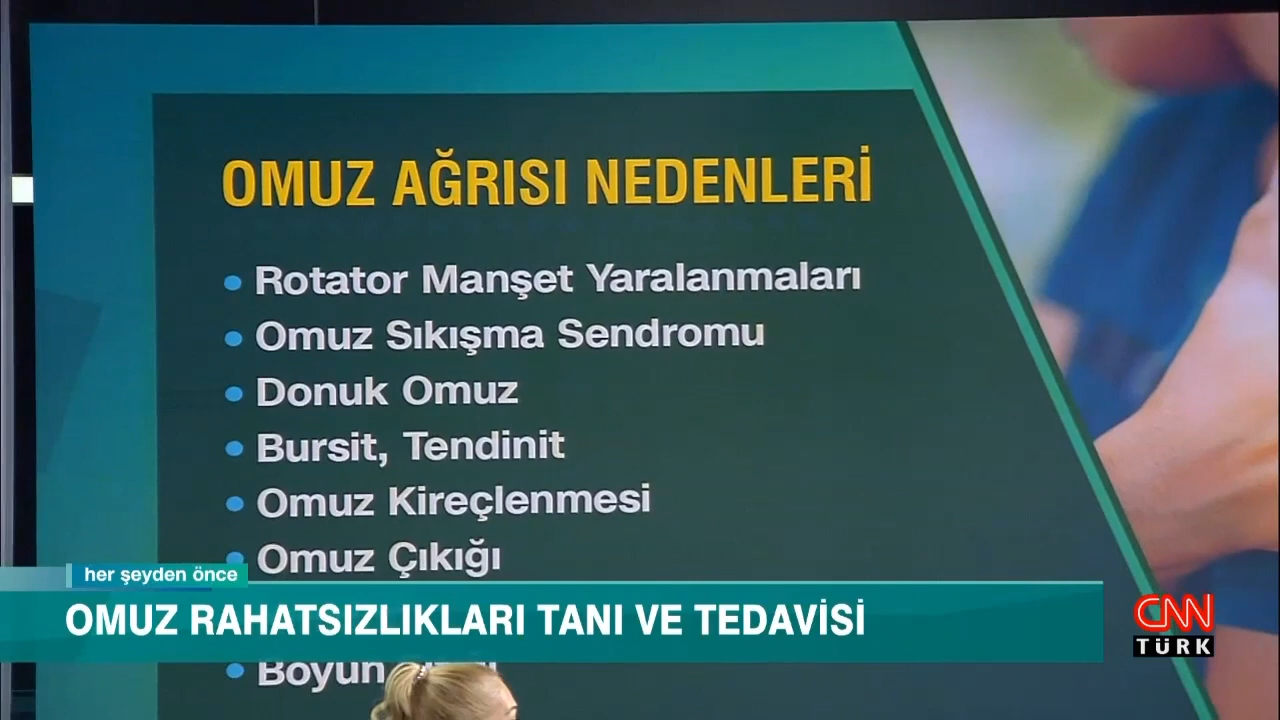 OMUZ AĞRISI NEDENLERİ
Rotator Manşet Yaralanmaları
Omuz Sıkışma Sendromu
Donuk Omuz
Bursit, Tendinit
Omuz Kireçlenmesi
Omuz Çıkığı
her şeyden önce
OMUZ RAHATSIZLIKLARI TANI VE TEDAVİSİ
CNN
TÜRK
Boyun